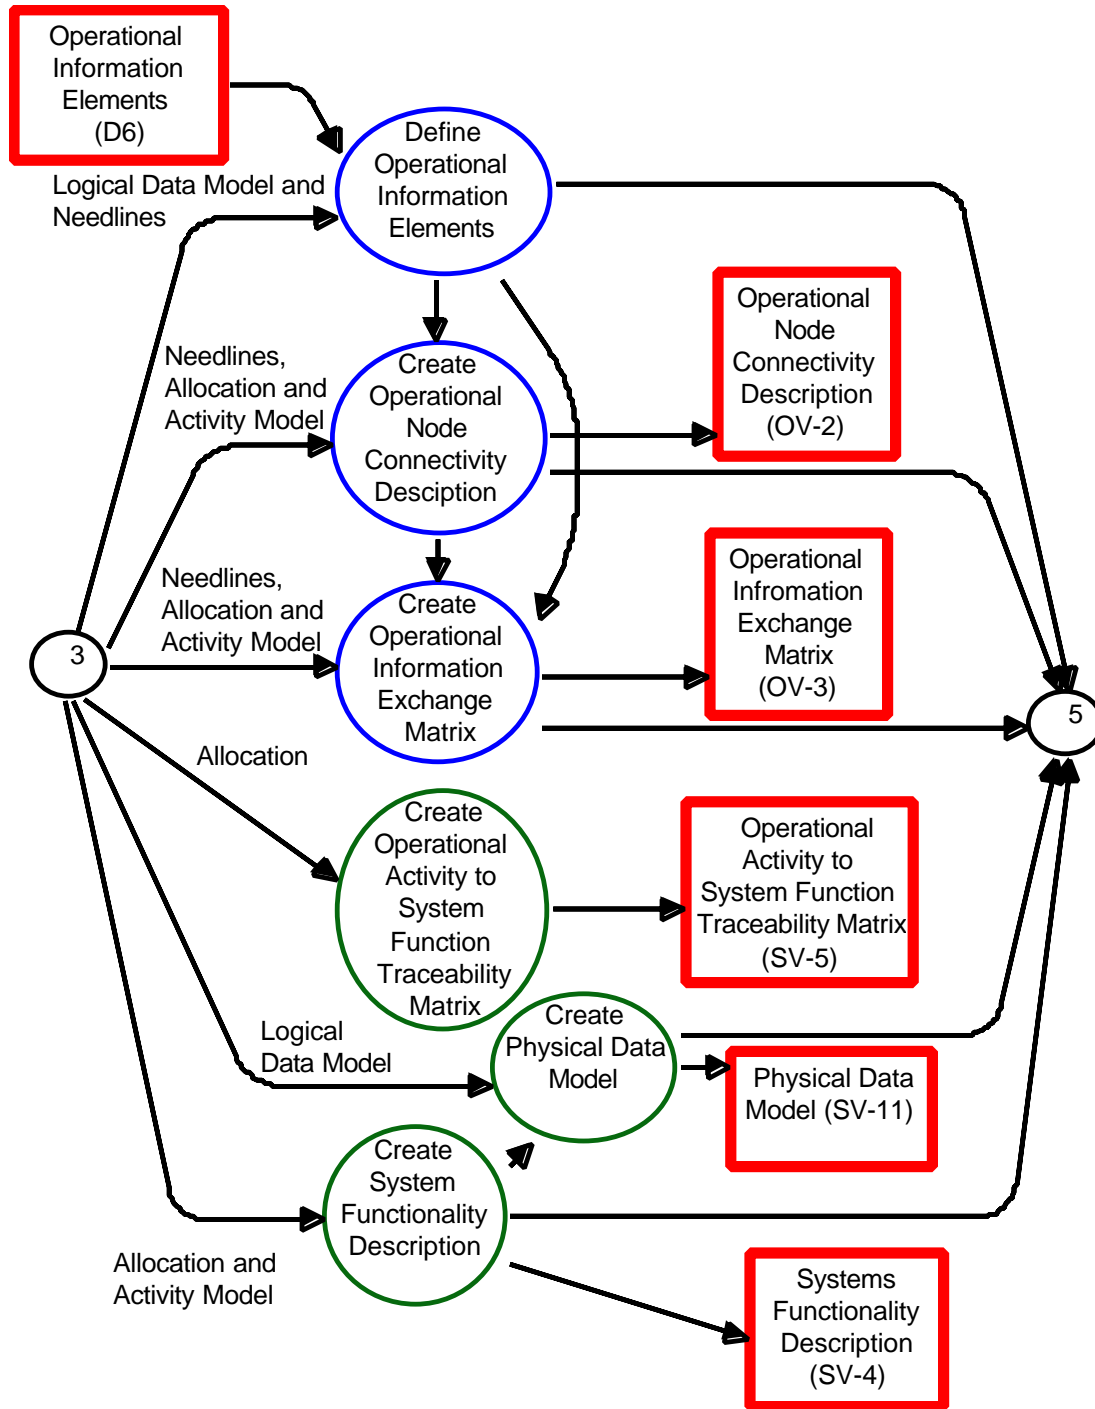 Operational
Information
Elements
(D6)
Logical Data Model and
Needlines
Define
Operational
Information
Elements
Operational
Node
Connectivity
Description
(OV-2)
Needlines,
Allocation and
Activity Model
Create
Operational
Node
Connectivity
Desciption
Operational
Infromation
Exchange
Matrix
(OV-3)
Needlines,
Allocation and
Activity Model
Create
Operational
Information
Exchange
Matrix
3
5
Allocation
Create
Operational
Activity to
System
Function
Traceability
Matrix
Operational
Activity to
System Function
Traceability Matrix
(SV-5)
Logical
Data Model
Create
Physical Data
Model
Physical Data
Model (SV-11)
Create
System
Functionality
Description
Allocation and
Activity Model
Systems
Functionality
Description
(SV-4)